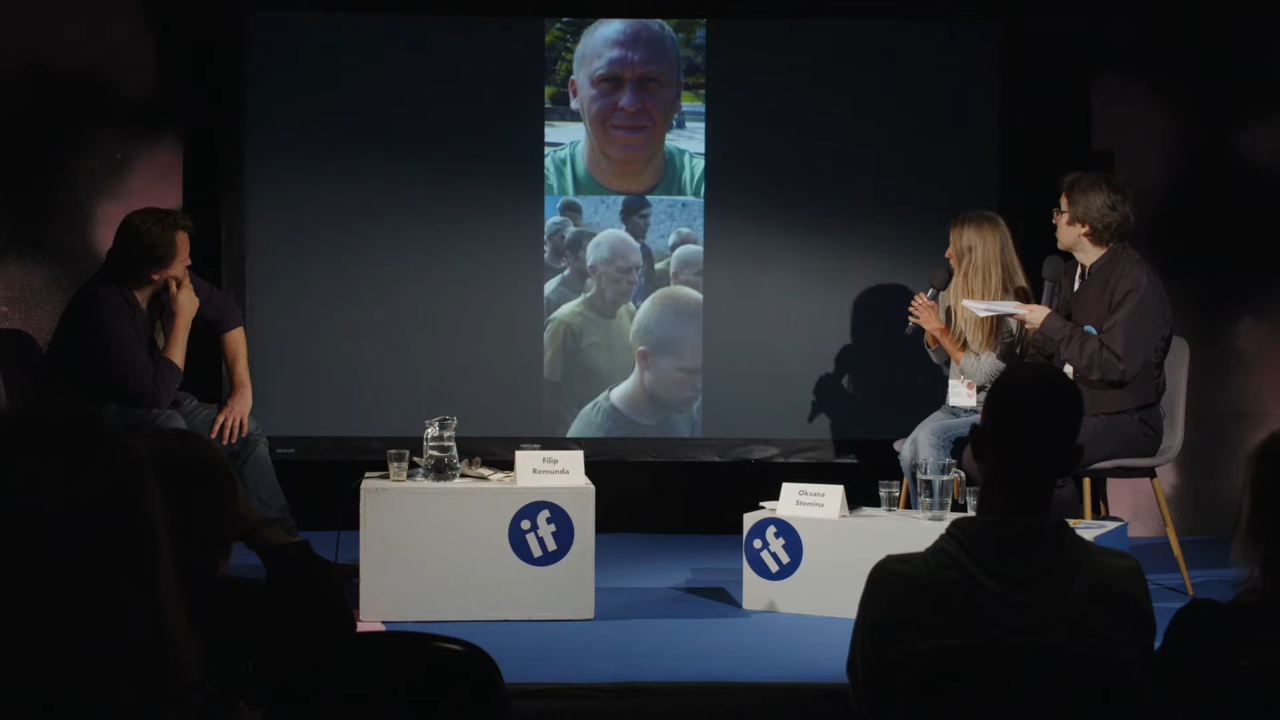 Filip
Remunda
Oksana
Stomina
if
if